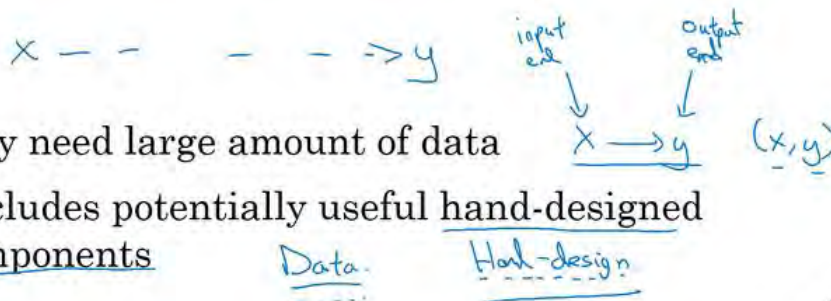 input output
end end
x - - - - -> y
y need large amount of data x → y (x, y)
cludes potentially useful hand-designed
nponents Data. Hand-design